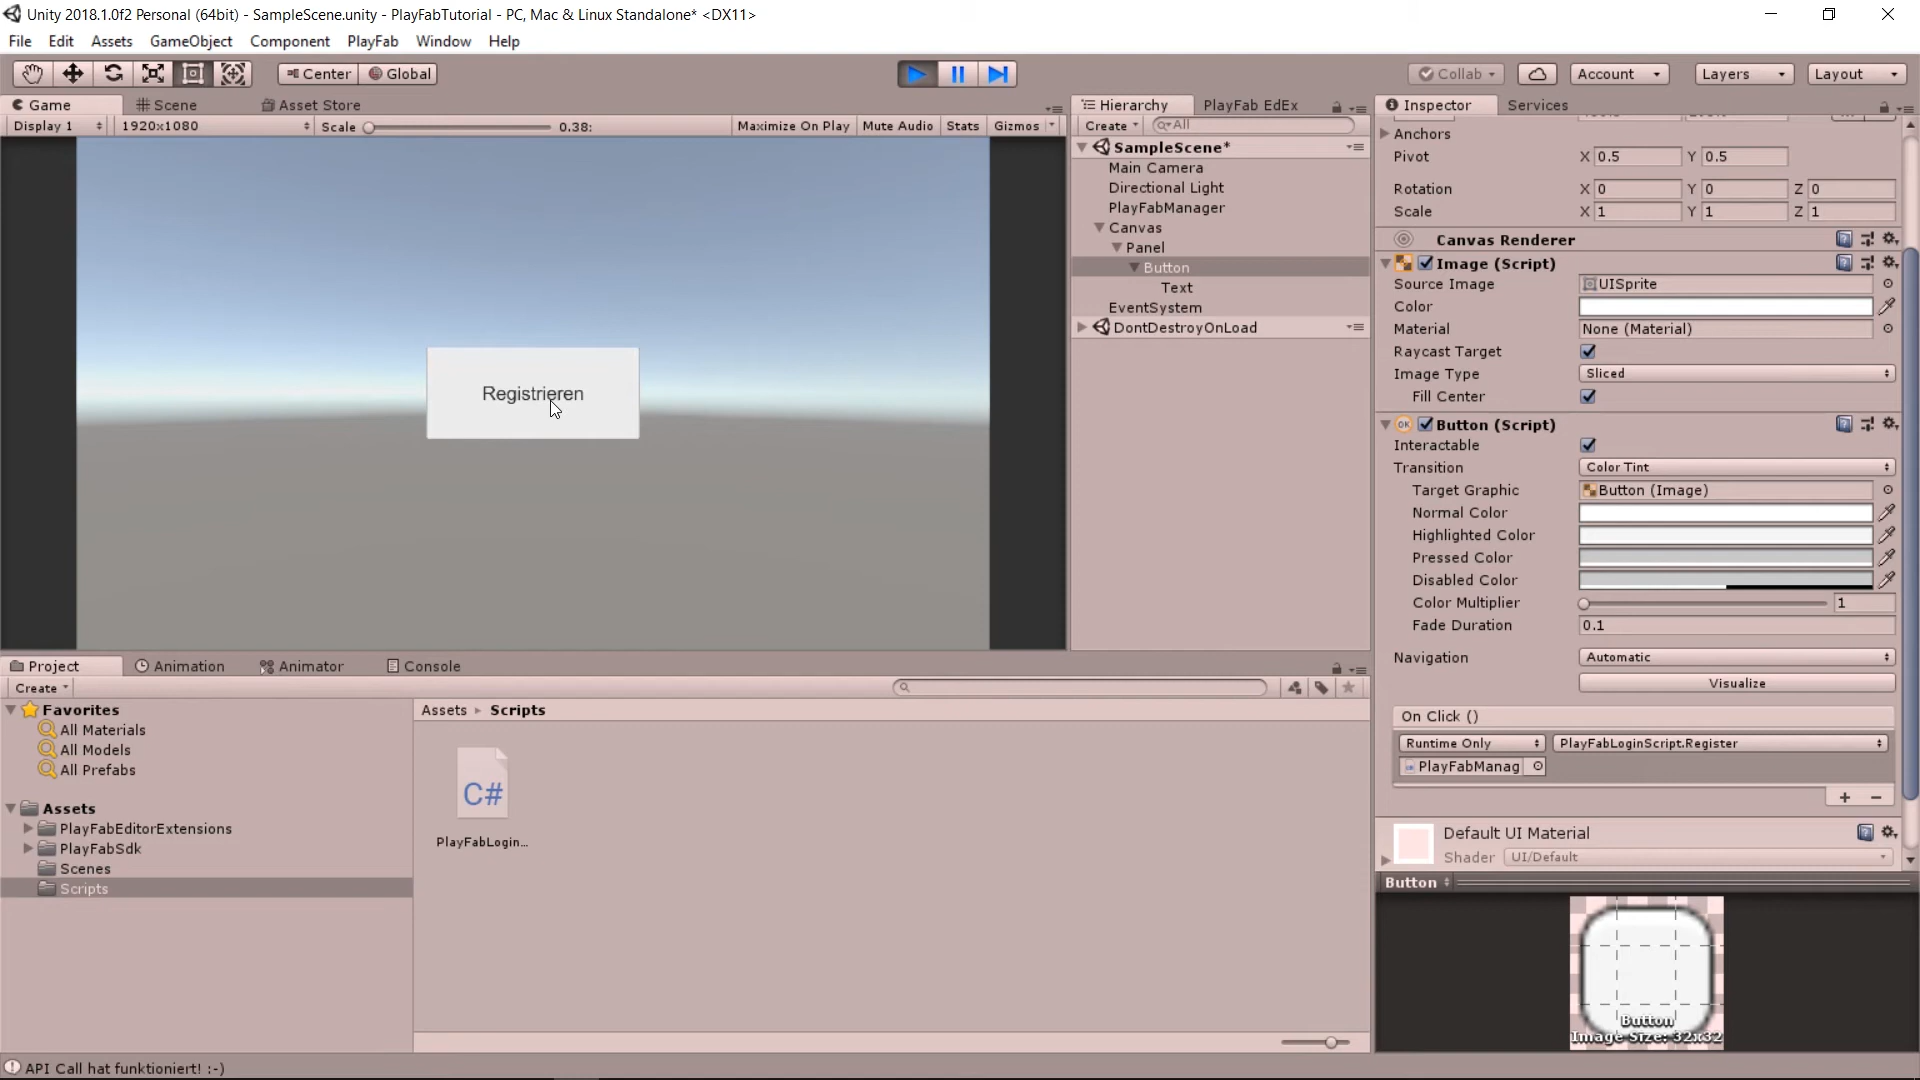 Unity 2018.1.0f2 Personal (64bit) - SampleScene.unity - PlayFabTutorial - PC, Mac & Linux Standalone* <DX11>
File Edit Assets GameObject Component PlayFab Window Help
Center Global Collab Account Layers Layout
Game Scene Asset Store
Display 1 1920x1080 Scale 0.38: Maximize On Play Mute Audio Stats Gizmos
Registrieren
Hierarchy PlayFab EdEx
Create All
SampleScene*
Main Camera
Directional Light
PlayFabManager
Canvas
Panel
Button
Text
EventSystem
DontDestroyOnLoad
Inspector Services
Anchors
Pivot X 0.5 Y 0.5
Rotation X 0 Y 0 Z 0
Scale X 1 Y 1 Z 1
Canvas Renderer
Image (Script)
Source Image UISprite
Color
Material None (Material)
Raycast Target
Image Type Sliced
Fill Center
OK Button (Script)
Interactable
Transition Color Tint
Target Graphic Button (Image)
Normal Color
Highlighted Color
Pressed Color
Disabled Color
Color Multiplier 1
Fade Duration 0.1
Navigation Automatic
Visualize
On Click ()
Runtime Only PlayFabLoginScript.Register
PlayFabManag
+ −
Default UI Material
Shader UI/Default
Button
Button
Image Size: 32x32
Project Animation Animator Console
Create
Favorites
All Materials
All Models
All Prefabs
Assets
PlayFabEditorExtensions
PlayFabSdk
Scenes
Scripts
Assets Scripts
C#
PlayFabLogin...
API Call hat funktioniert! :-)